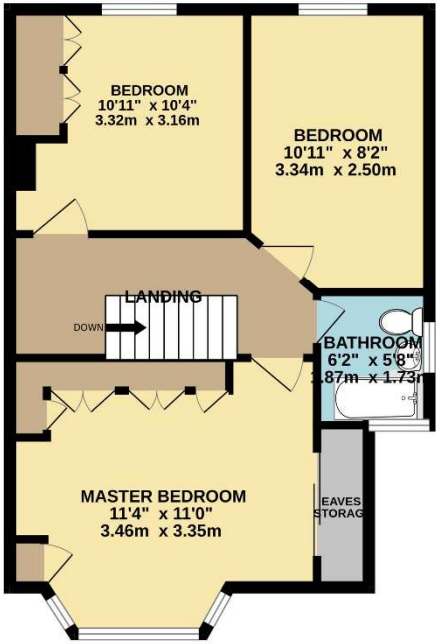 BEDROOM
10'11" x 10'4"
3.32m x 3.16m
BEDROOM
10'11" x 8'2"
3.34m x 2.50m
LANDING
DOWN
BATHROOM
6'2" x 5'8"
1.87m x 1.73m
MASTER BEDROOM
11'4" x 11'0"
3.46m x 3.35m
EAVES
STORAG